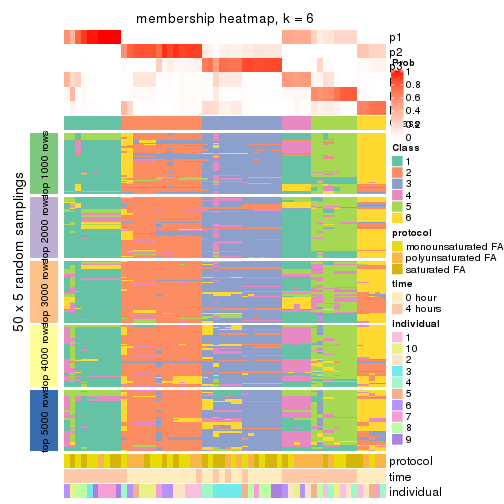 membership heatmap, k = 6
p1
p2
p3
Prob
1
0.8
0.6
0.4
0.2
0
Class
1
2
3
4
5
6
protocol
monounsaturated FA
polyunsaturated FA
saturated FA
time
0 hour
4 hours
individual
1
10
2
3
4
5
6
7
8
9
50 x 5 random samplings
top 1000 rows
top 2000 rows
top 3000 rows
top 4000 rows
top 5000 rows
protocol
time
individual